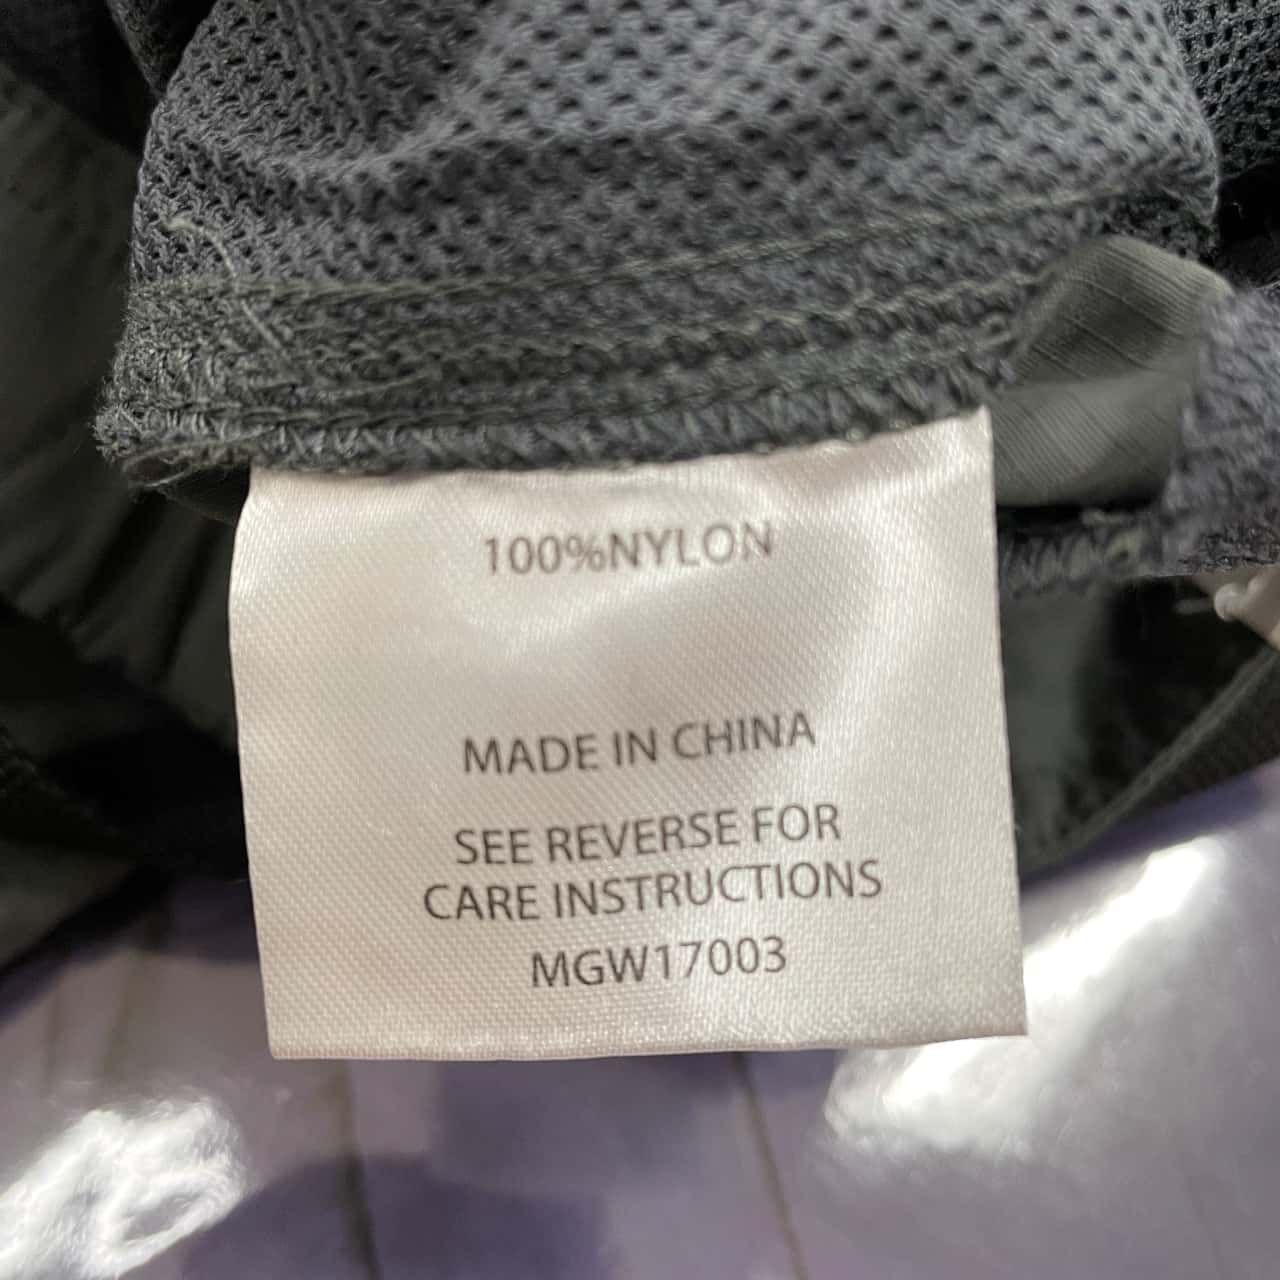 100%NYLON
MADE IN CHINA
SEE REVERSE FOR
CARE INSTRUCTIONS
MGW17003